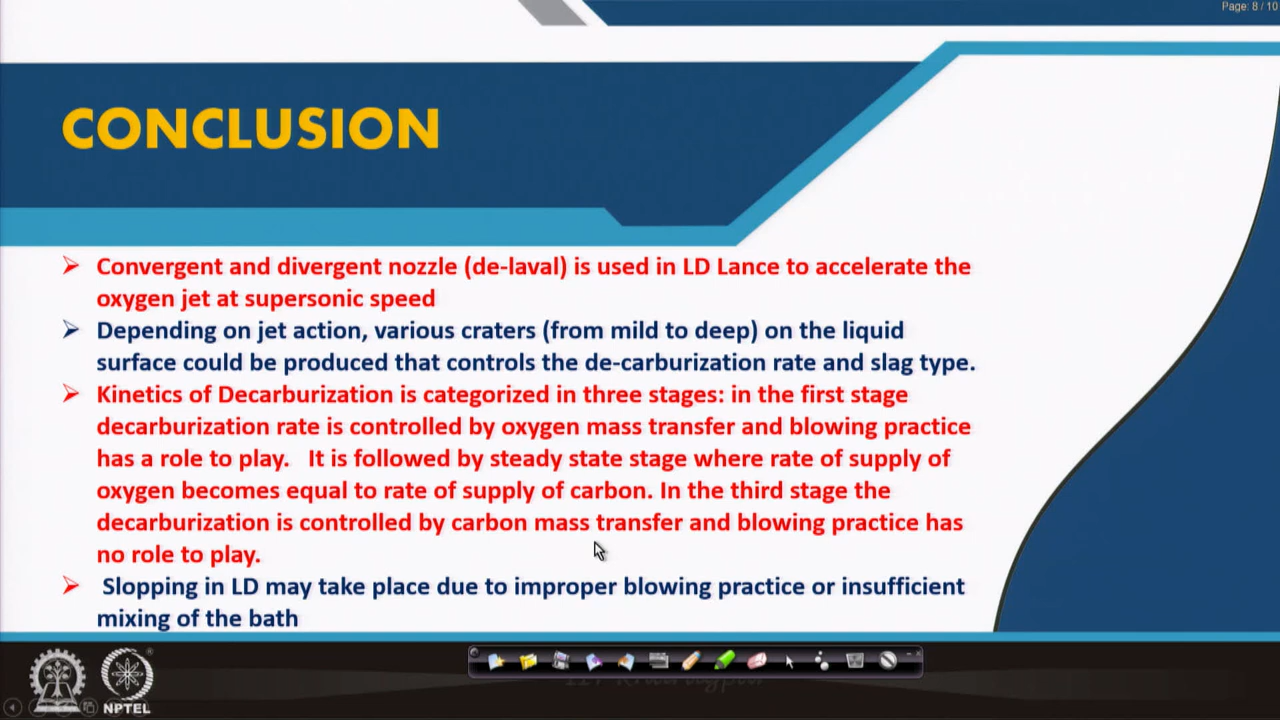 Page: 8 / 10
CONCLUSION
➤ Convergent and divergent nozzle (de-laval) is used in LD Lance to accelerate the
oxygen jet at supersonic speed
➤ Depending on jet action, various craters (from mild to deep) on the liquid
surface could be produced that controls the de-carburization rate and slag type.
➤ Kinetics of Decarburization is categorized in three stages: in the first stage
decarburization rate is controlled by oxygen mass transfer and blowing practice
has a role to play. It is followed by steady state stage where rate of supply of
oxygen becomes equal to rate of supply of carbon. In the third stage the
decarburization is controlled by carbon mass transfer and blowing practice has
no role to play.
➤ Slopping in LD may take place due to improper blowing practice or insufficient
mixing of the bath
NPTEL